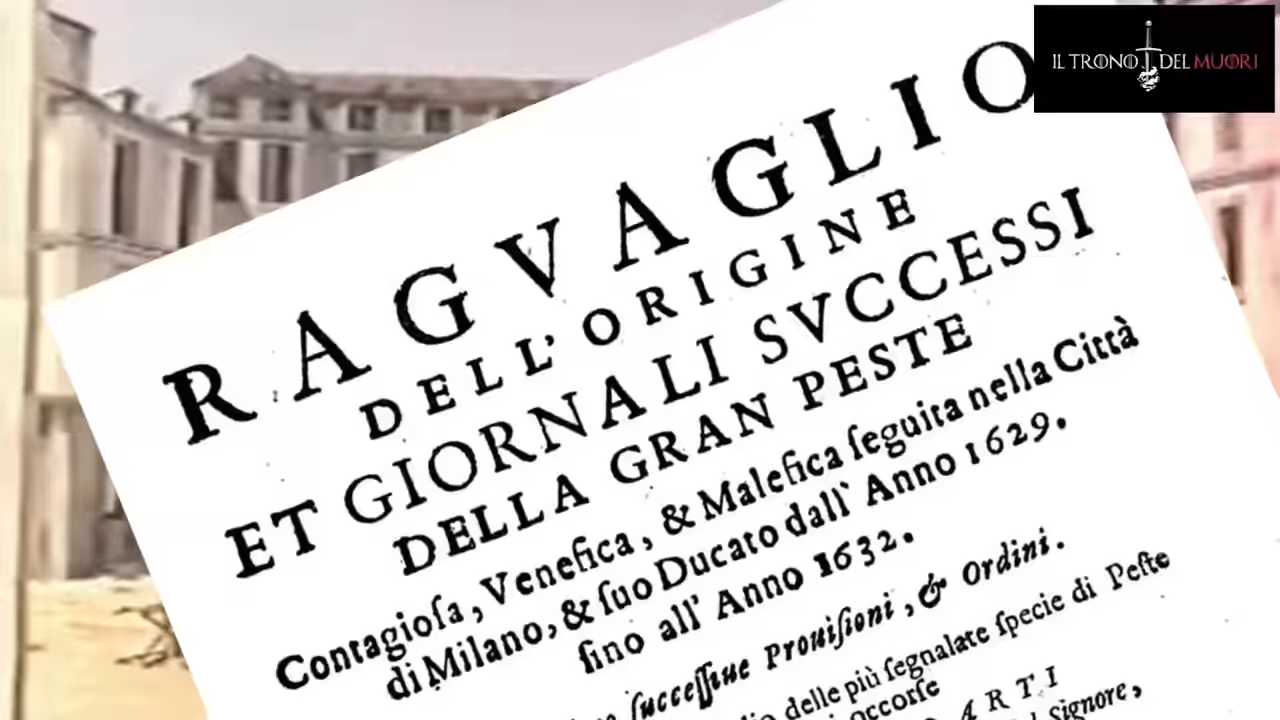 IL TRONO DEL MUORI
RAGVAGLIO
DELL'ORIGINE
ET GIORNALI SVCCESSI
DELLA GRAN PESTE
Contagioſa, Venefica, & Malefica ſeguita nella Città
di Milano, & ſuo Ducato dall' Anno 1629.
ſino all' Anno 1632.
ſucceſſiue Prouiſioni, & Ordini.
delle più ſegnalate ſpecie di Peſte
occorſe
Signore,